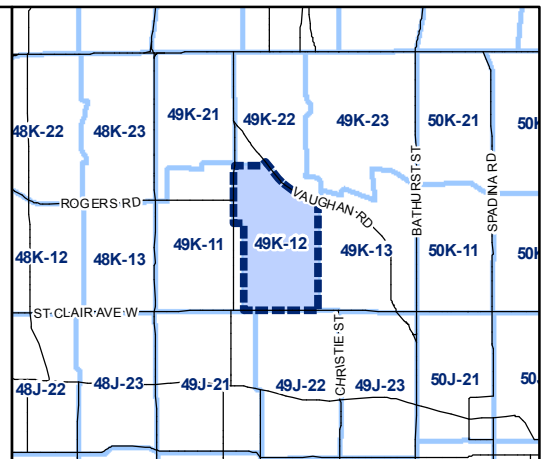 49K-21
49K-22
49K-23
50K-21
50K
48K-22
48K-23
BATHURST ST
SPADINA RD
ROGERS RD
VAUGHAN RD
48K-12
48K-13
49K-11
49K-12
49K-13
50K-11
50K
ST CLAIR AVE W
CHRISTIE ST
48J-22
48J-23
49J-21
49J-22
49J-23
50J-21
50J